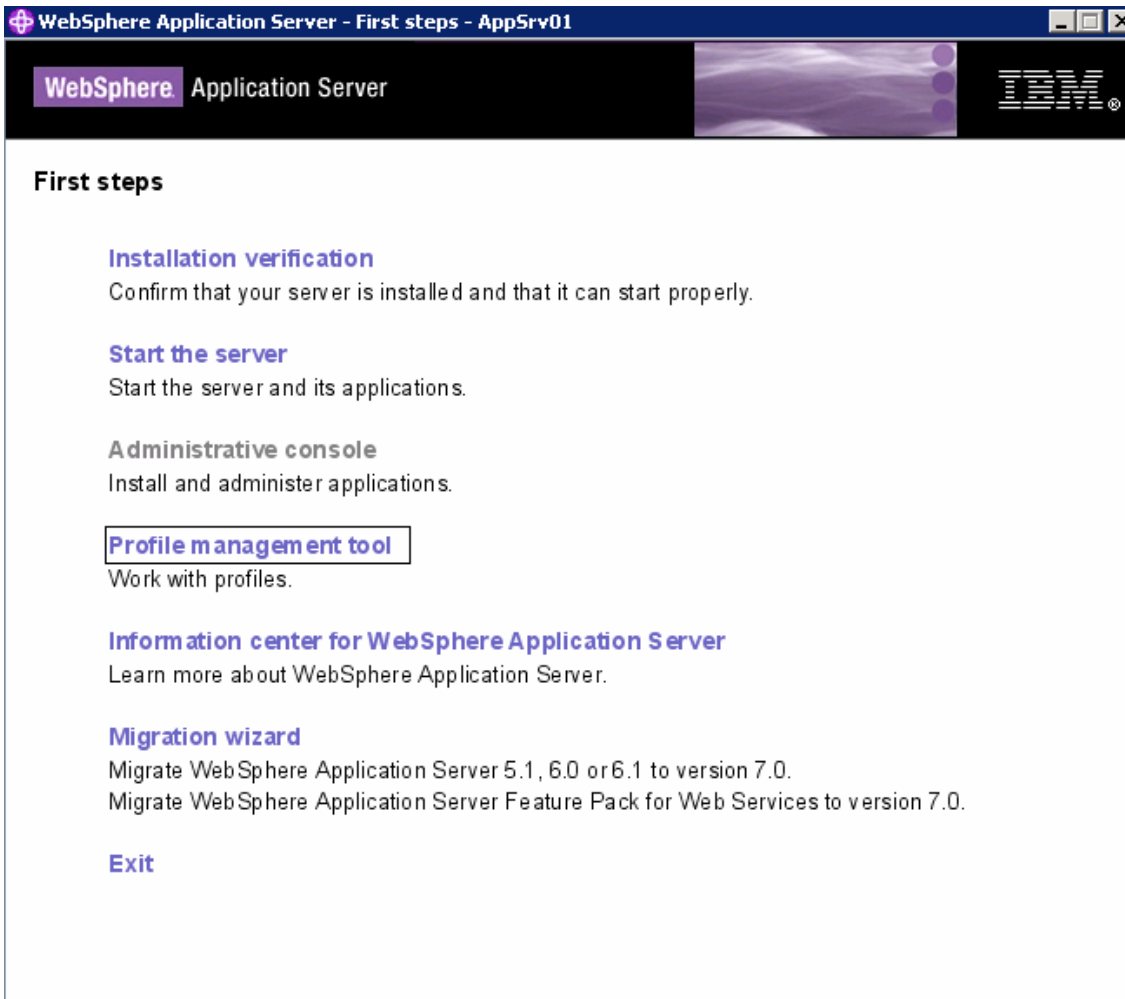 WebSphere Application Server - First steps - AppSrv01
WebSphere. Application Server
IBM®
First steps
Installation verification
Confirm that your server is installed and that it can start properly.
Start the server
Start the server and its applications.
Administrative console
Install and administer applications.
Profile management tool
Work with profiles.
Information center for WebSphere Application Server
Learn more about WebSphere Application Server.
Migration wizard
Migrate WebSphere Application Server 5.1, 6.0 or 6.1 to version 7.0.
Migrate WebSphere Application Server Feature Pack for Web Services to version 7.0.
Exit